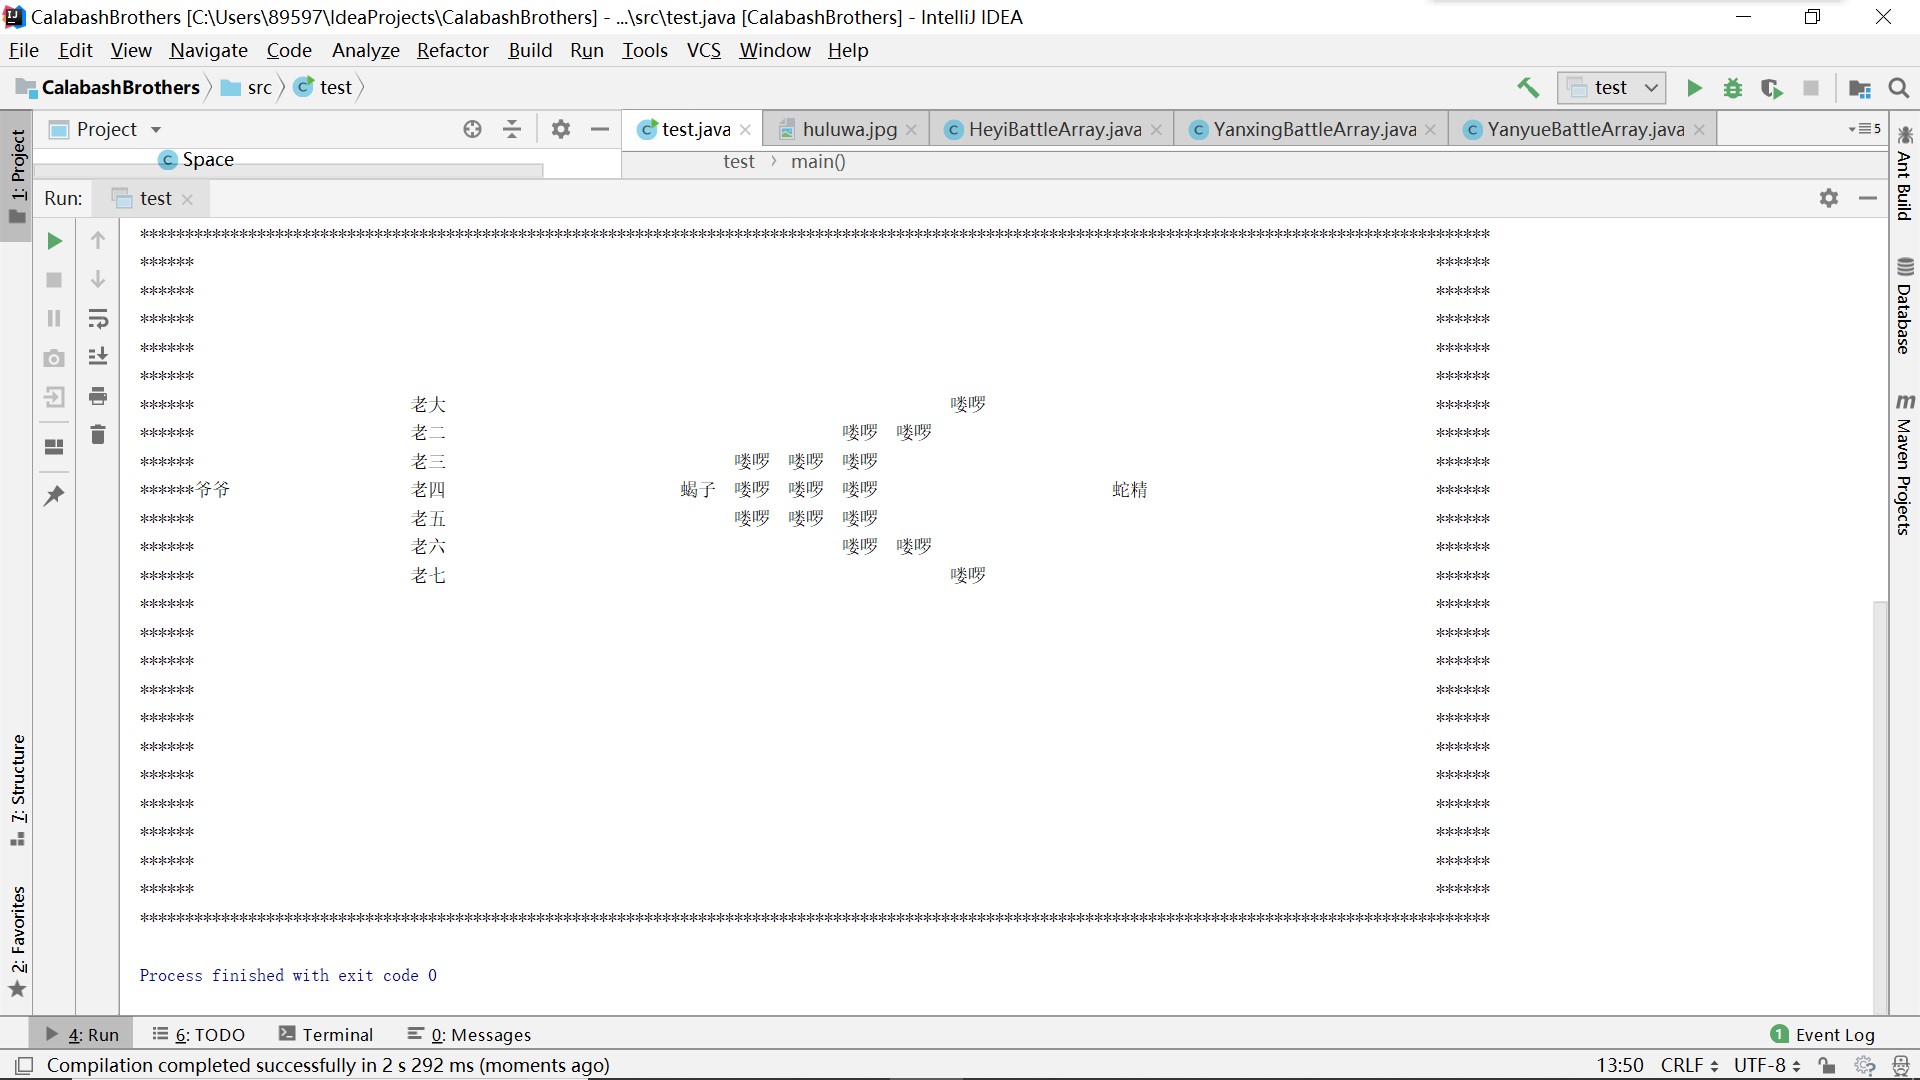 CalabashBrothers [C:\Users\89597\IdeaProjects\CalabashBrothers] - ...\src\test.java [CalabashBrothers] - IntelliJ IDEA
File Edit View Navigate Code Analyze Refactor Build Run Tools VCS Window Help
CalabashBrothers src test test
Project test.java huluwa.jpg HeyiBattleArray.java YanxingBattleArray.java YanyueBattleArray.java 5
Space test main()
Run: test
1: Project
7: Structure
2: Favorites
Ant Build
Database
Maven Projects
******************************************************************************************************************************************************
****** ******
****** ******
****** ******
****** ******
****** ******
****** 老大 喽啰 ******
****** 老二 喽啰 喽啰 ******
****** 老三 喽啰 喽啰 喽啰 ******
******爷爷 老四 蝎子 喽啰 喽啰 喽啰 蛇精 ******
****** 老五 喽啰 喽啰 喽啰 ******
****** 老六 喽啰 喽啰 ******
****** 老七 喽啰 ******
****** ******
****** ******
****** ******
****** ******
****** ******
****** ******
****** ******
****** ******
****** ******
****** ******
****** ******
******************************************************************************************************************************************************
Process finished with exit code 0
4: Run 6: TODO Terminal 0: Messages 1 Event Log
Compilation completed successfully in 2 s 292 ms (moments ago) 13:50 CRLF UTF-8